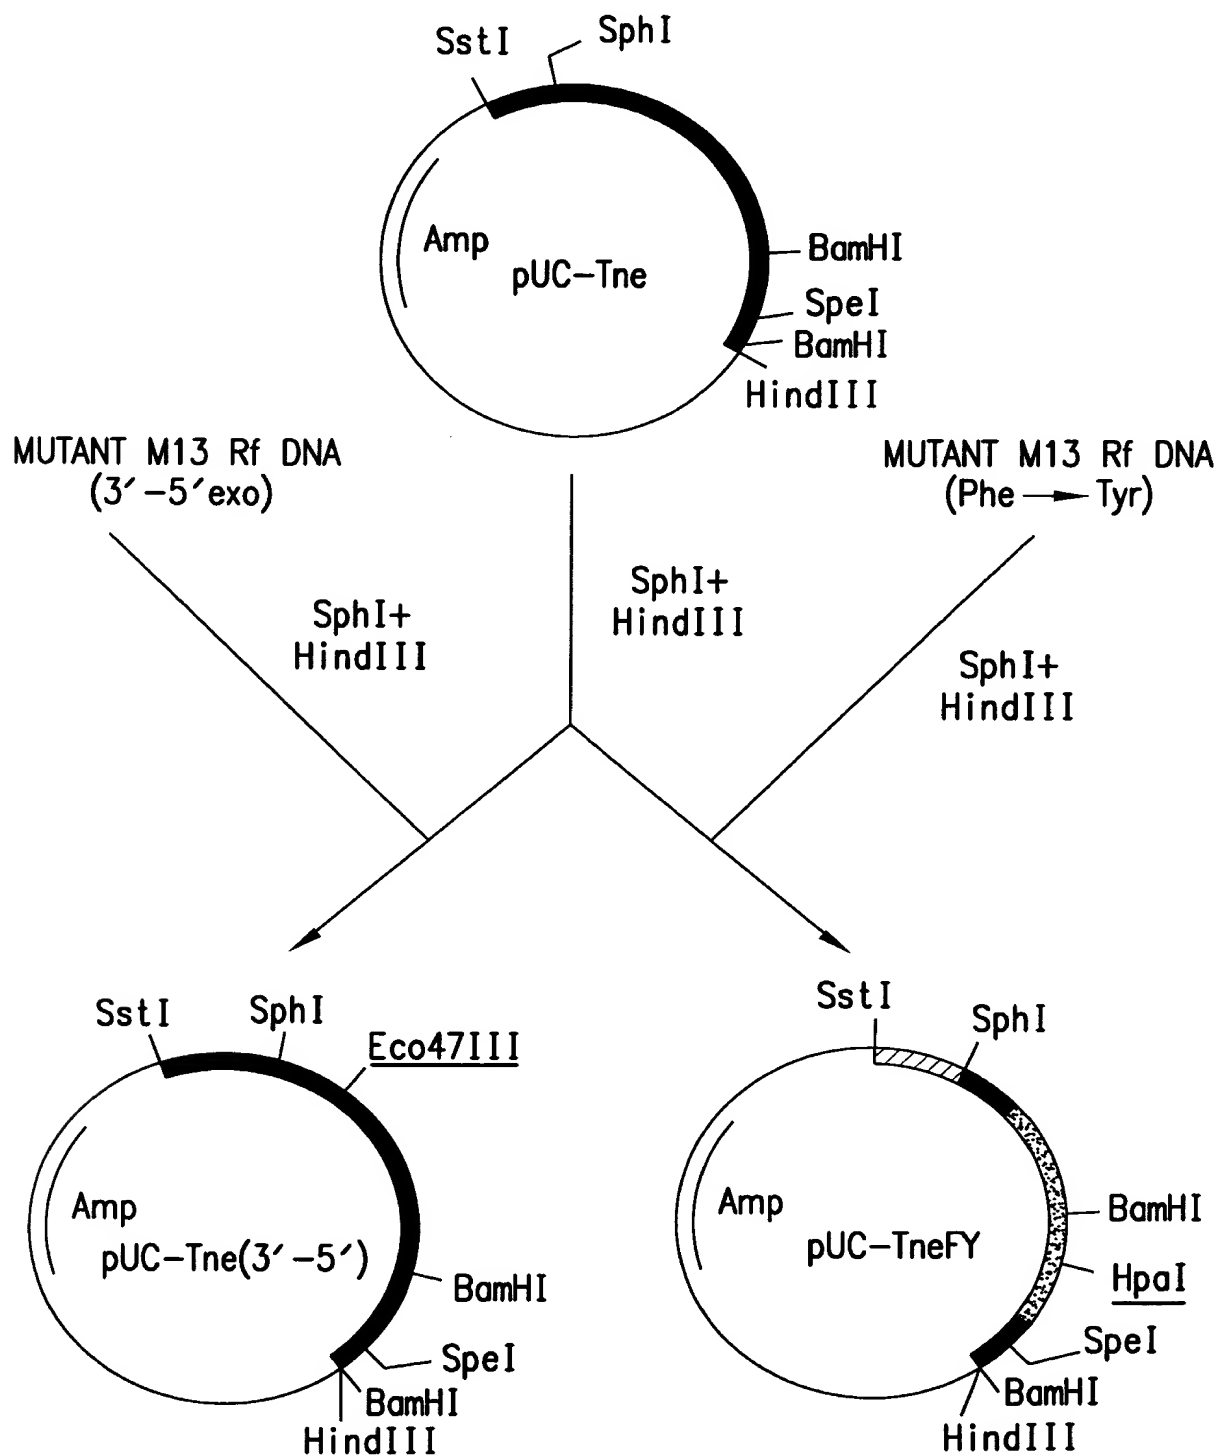 SstI
SphI
Amp
pUC-Tne
BamHI
SpeI
BamHI
HindIII
MUTANT M13 Rf DNA
(3′-5′exo)
MUTANT M13 Rf DNA
(Phe → Tyr)
SphI+
HindIII
SphI+
HindIII
SphI+
HindIII
SstI
SphI
Eco47III
Amp
pUC-Tne(3′-5′)
BamHI
SpeI
BamHI
HindIII
SstI
SphI
Amp
pUC-TneFY
BamHI
HpaI
SpeI
BamHI
HindIII